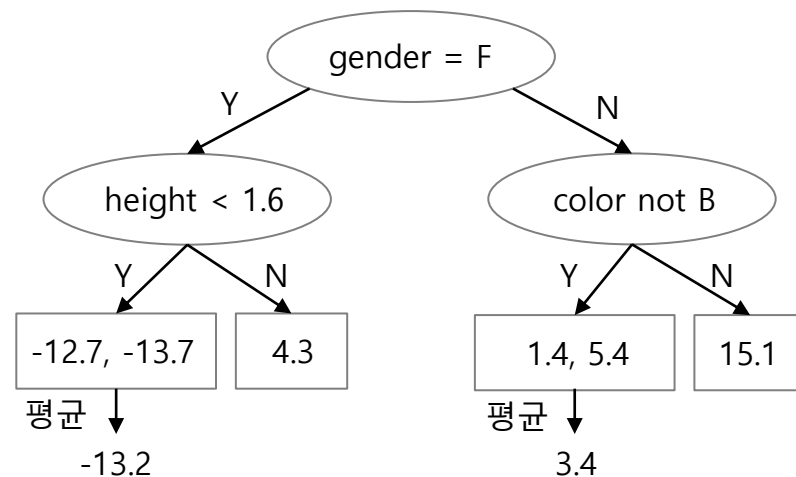 gender = F
Y
N
height < 1.6
color not B
Y
N
Y
N
-12.7, -13.7
4.3
1.4, 5.4
15.1
평균
평균
-13.2
3.4